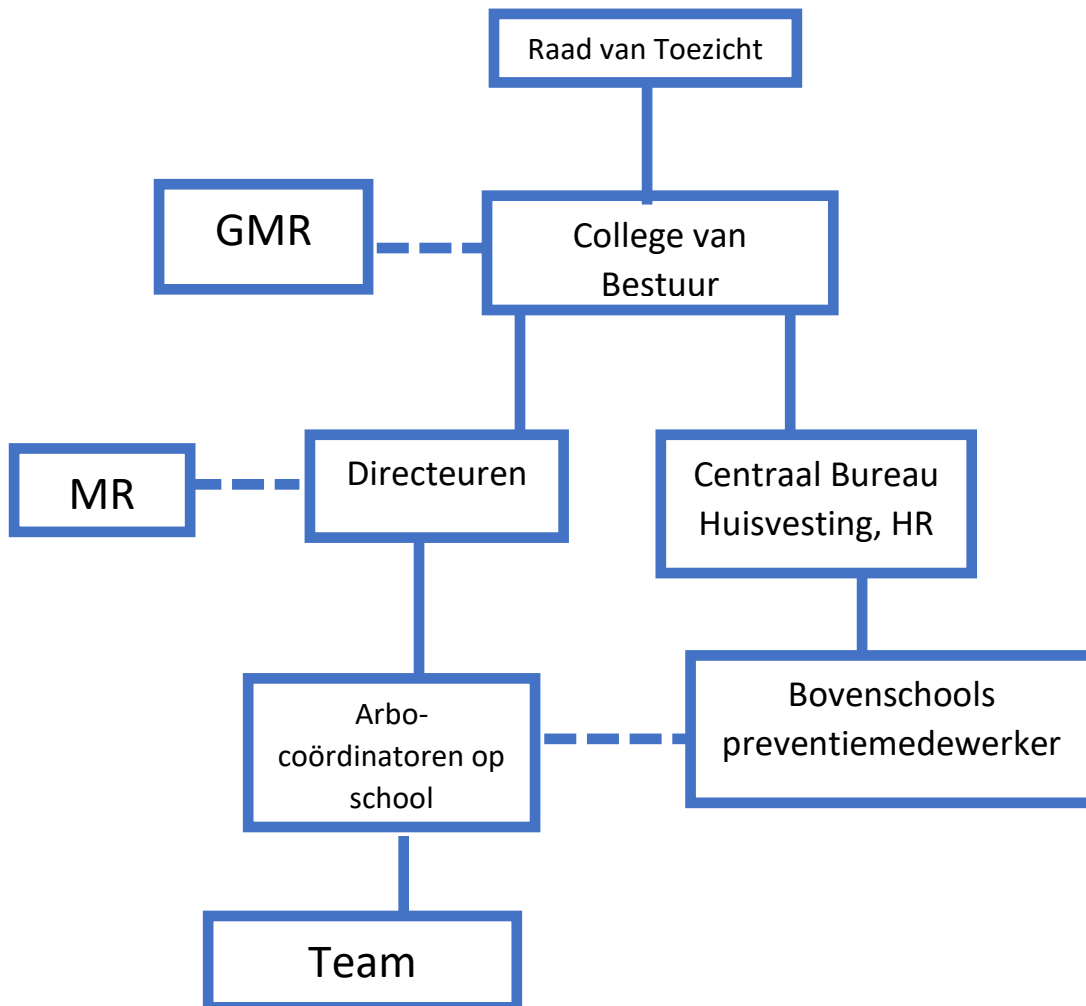 Raad van Toezicht
GMR
College van
Bestuur
MR
Directeuren
Centraal Bureau
Huisvesting, HR
Arbo-
coördinatoren op
school
Bovenschools
preventiemedewerker
Team